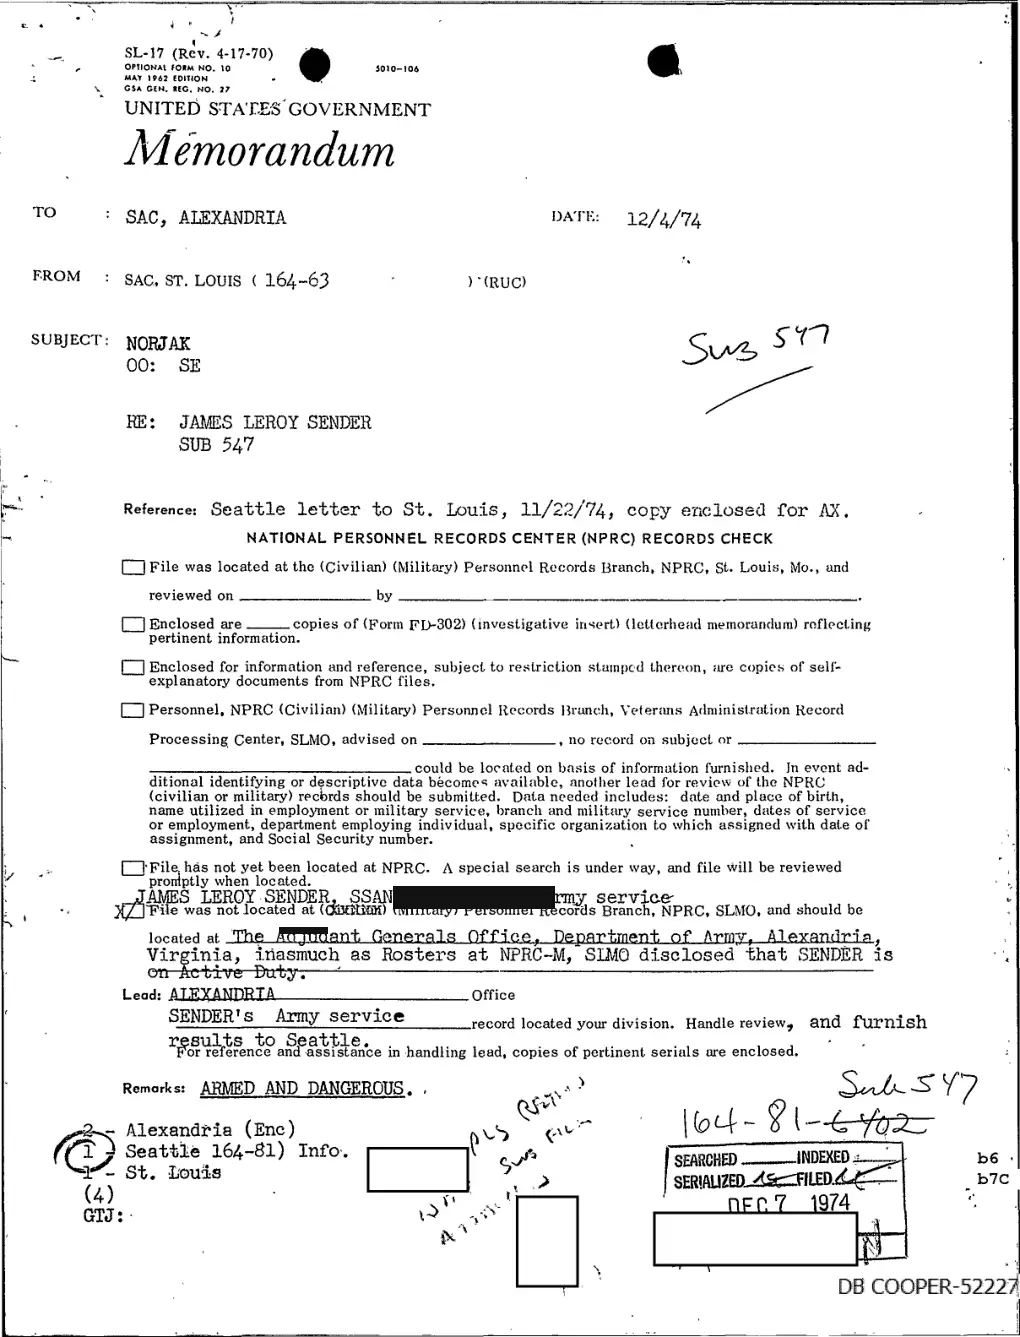 SL-17 (Rev. 4-17-70)
OPTIONAL FORM NO. 10
MAY 1962 EDITION
GSA GEN. REG. NO. 27
5010-106
UNITED STATES GOVERNMENT
Memorandum
TO : SAC, ALEXANDRIA DATE: 12/4/74
FROM : SAC, ST. LOUIS ( 164-63 ) (RUC)
SUBJECT: NORJAK
OO: SE
Sub 547
RE: JAMES LEROY SENDER
SUB 547
Reference: Seattle letter to St. Louis, 11/22/74, copy enclosed for AX.
NATIONAL PERSONNEL RECORDS CENTER (NPRC) RECORDS CHECK
File was located at the (Civilian) (Military) Personnel Records Branch, NPRC, St. Louis, Mo., and
reviewed on by .
Enclosed are copies of (Form FD-302) (investigative insert) (letterhead memorandum) reflecting
pertinent information.
Enclosed for information and reference, subject to restriction stamped thereon, are copies of self-
explanatory documents from NPRC files.
Personnel, NPRC (Civilian) (Military) Personnel Records Branch, Veterans Administration Record
Processing Center, SLMO, advised on , no record on subject or
could be located on basis of information furnished. In event ad-
ditional identifying or descriptive data becomes available, another lead for review of the NPRC
(civilian or military) records should be submitted. Data needed includes: date and place of birth,
name utilized in employment or military service, branch and military service number, dates of service
or employment, department employing individual, specific organization to which assigned with date of
assignment, and Social Security number.
File has not yet been located at NPRC. A special search is under way, and file will be reviewed
promptly when located.
JAMES LEROY SENDER, SSAN rmy service
X File was not located at (Civilian) (Military) Personnel Records Branch, NPRC, SLMO, and should be
located at The Adjudant Generals Office, Department of Army, Alexandria,
Virginia, inasmuch as Rosters at NPRC-M, SLMO disclosed that SENDER is
on Active Duty.
Lead: ALEXANDRIA Office
SENDER's Army service record located your division. Handle review, and furnish
results to Seattle.
For reference and assistance in handling lead, copies of pertinent serials are enclosed.
Remarks: ARMED AND DANGEROUS.
Sub 547
164-81-6402
PLS
SUB FILE
2 - Alexandria (Enc)
1 - Seattle 164-81) Info.
1 - St. Louis
(4)
GTJ:
SEARCHED INDEXED
SERIALIZED FILED
DEC 7 1974
N
b6
b7C
DB COOPER-52227